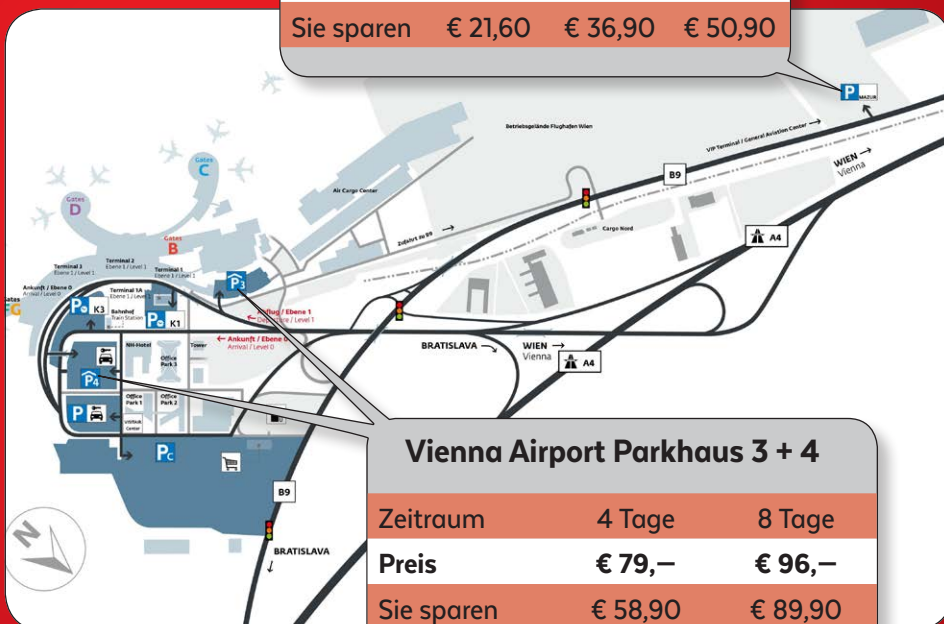 Sie sparen € 21,60 € 36,90 € 50,90
P MAZUR
Betriebsgelände Flughafen Wien
VIP Terminal / General Aviation Center →
WIEN →
Vienna
B9
Gates
C
Gates
D
Air Cargo Center
Gates
B
Zufahrt zu B9 →
Cargo Nord
A4
Terminal 3
Ebene 1 / Level 1
Terminal 2
Ebene 1 / Level 1
Terminal 1
Ebene 1 / Level 1
Ankunft / Ebene 0
Arrival / Level 0
Gates
FG
Terminal 1A
Ebene 1 / Level 1
P3
P K3
Bahnhof
Train Station
P K1
Abflug / Ebene 1
Departure / Level 1
← Ankunft / Ebene 0
Arrival / Level 0
NH-Hotel
Office
Park 3
Tower
BRATISLAVA
WIEN →
Vienna
A4
P4
Office
Park 1
Office
Park 2
P
VISITAIR
Center
PC
B9
BRATISLAVA
N
Vienna Airport Parkhaus 3 + 4
Zeitraum 4 Tage 8 Tage
Preis € 79,— € 96,—
Sie sparen € 58,90 € 89,90